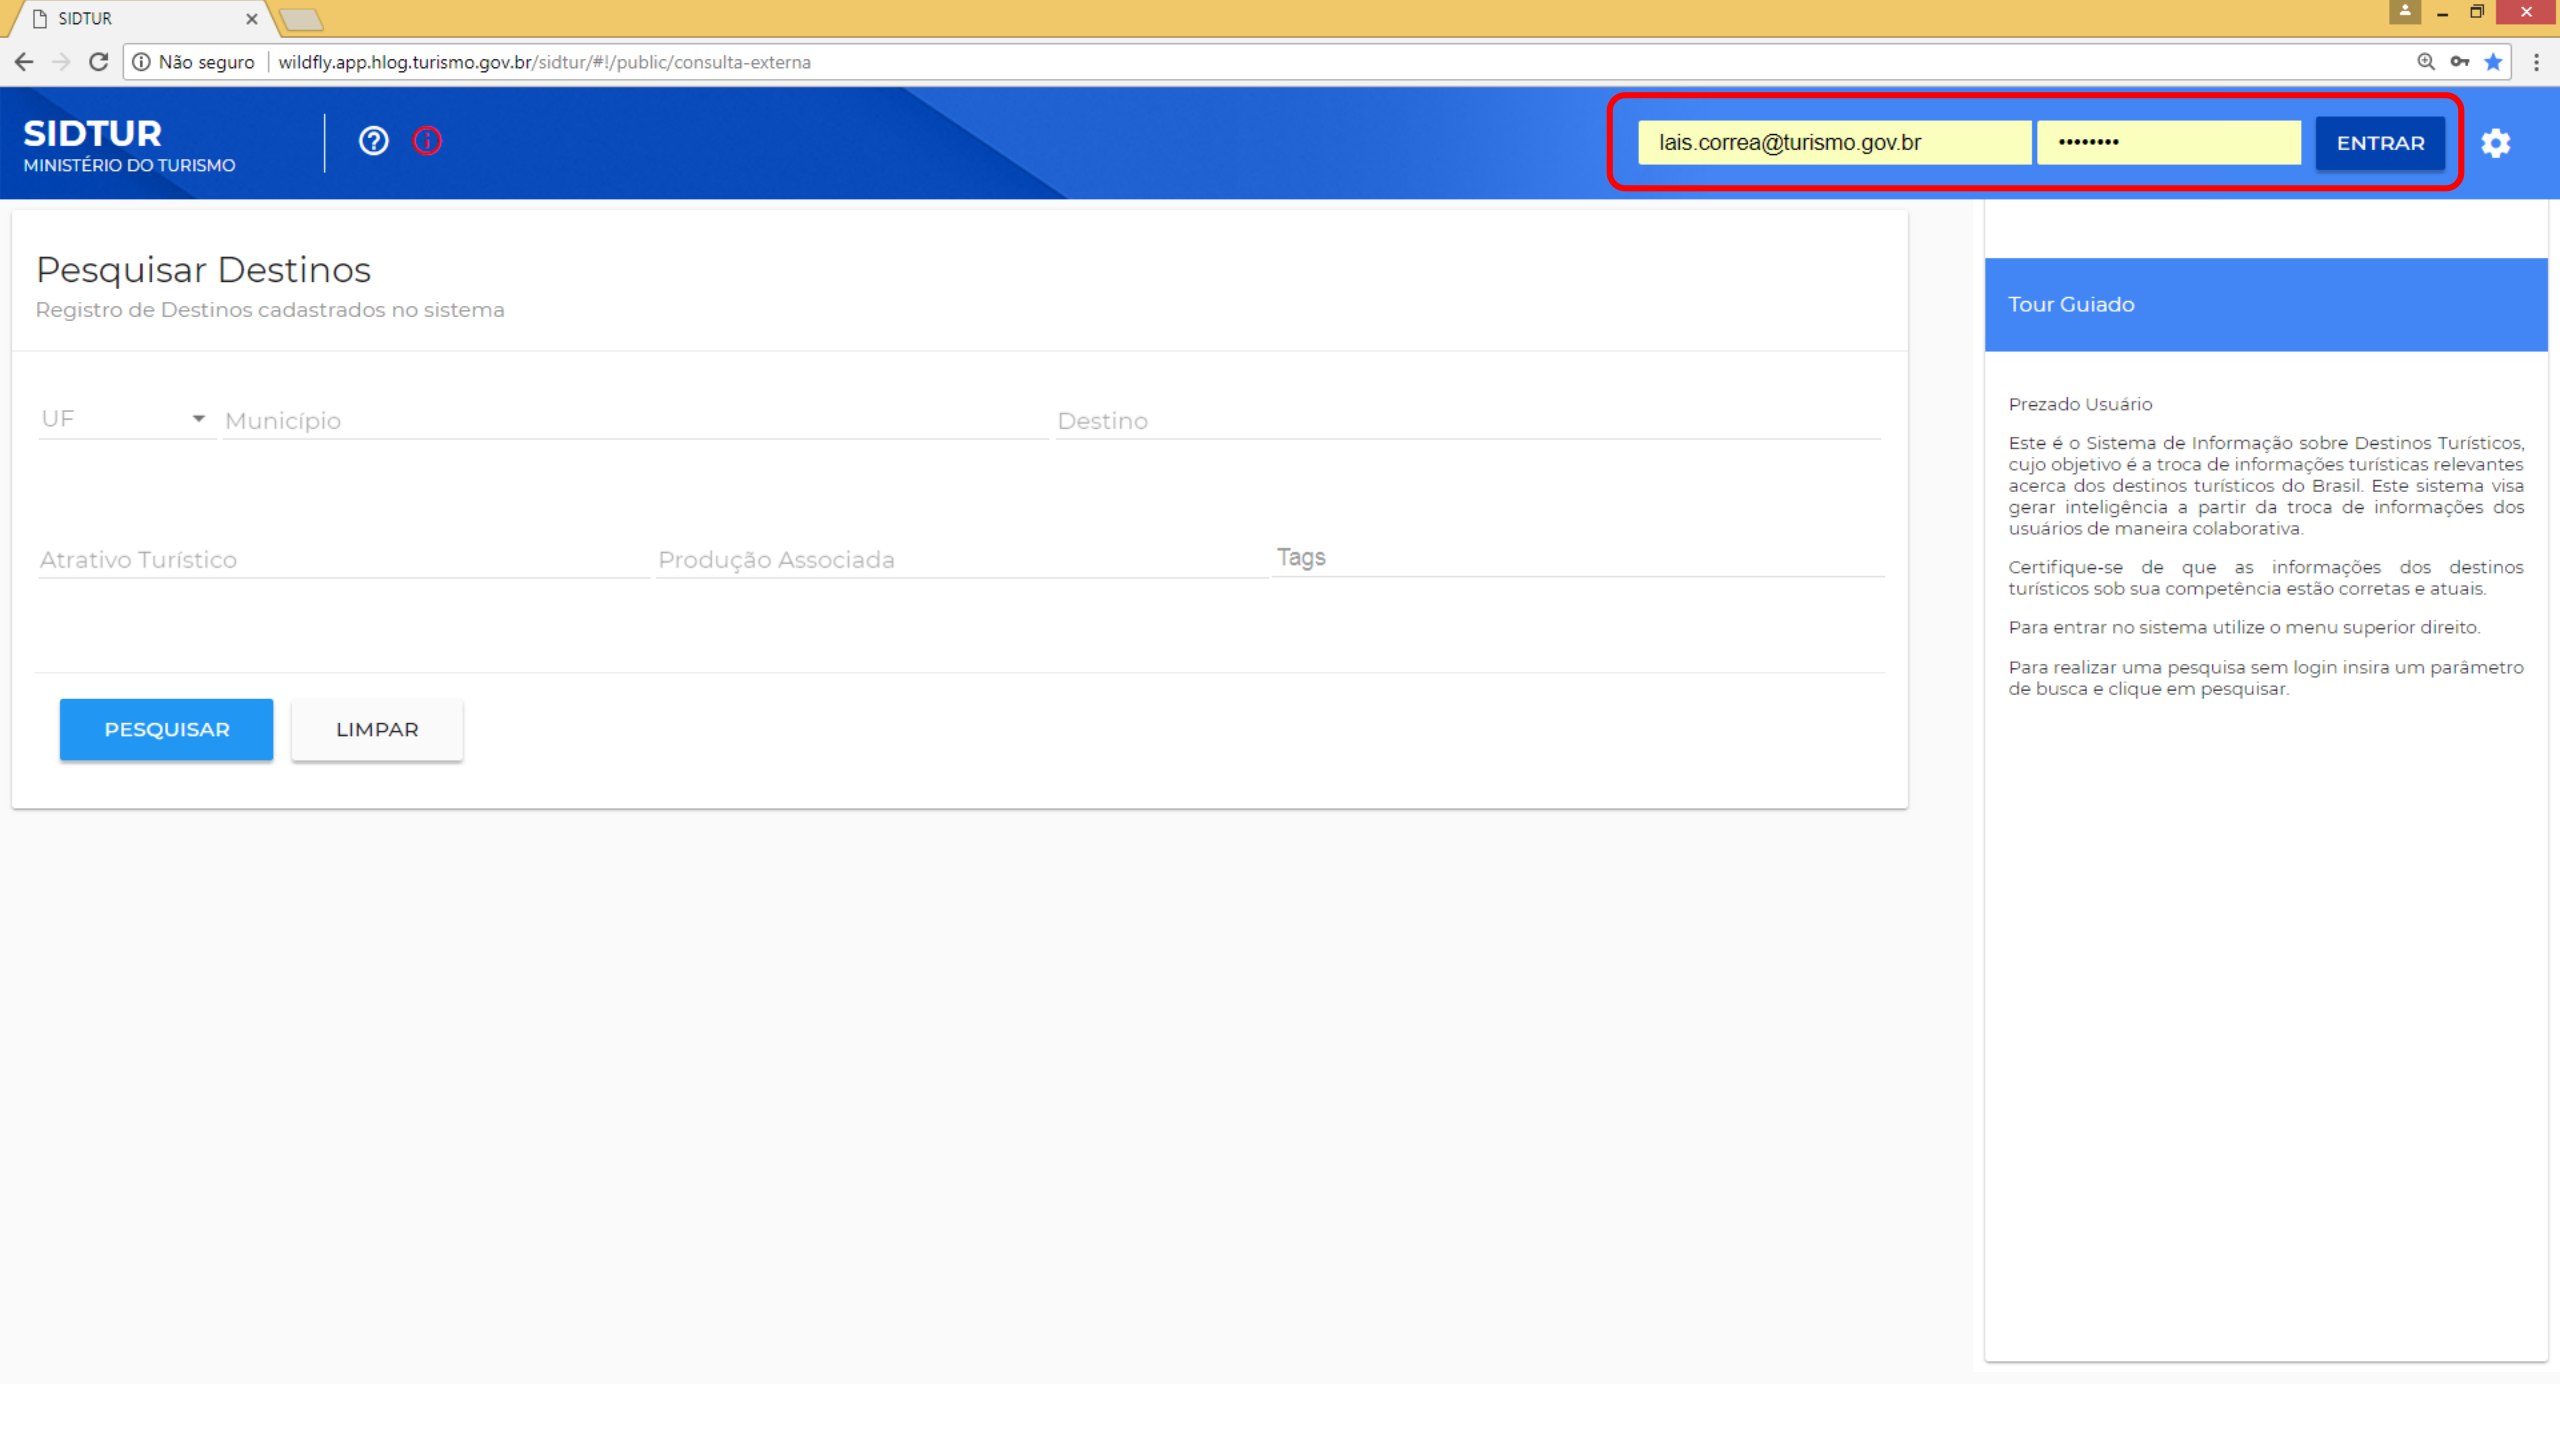 SIDTUR
Não seguro | wildfly.app.hlog.turismo.gov.br/sidtur/#!/public/consulta-externa
SIDTUR
MINISTÉRIO DO TURISMO
lais.correa@turismo.gov.br
••••••••
ENTRAR
Pesquisar Destinos
Registro de Destinos cadastrados no sistema
UF
Município
Destino
Atrativo Turístico
Produção Associada
Tags
PESQUISAR
LIMPAR
Tour Guiado
Prezado Usuário
Este é o Sistema de Informação sobre Destinos Turísticos,
cujo objetivo é a troca de informações turísticas relevantes
acerca dos destinos turísticos do Brasil. Este sistema visa
gerar inteligência a partir da troca de informações dos
usuários de maneira colaborativa.
Certifique-se de que as informações dos destinos
turísticos sob sua competência estão corretas e atuais.
Para entrar no sistema utilize o menu superior direito.
Para realizar uma pesquisa sem login insira um parâmetro
de busca e clique em pesquisar.